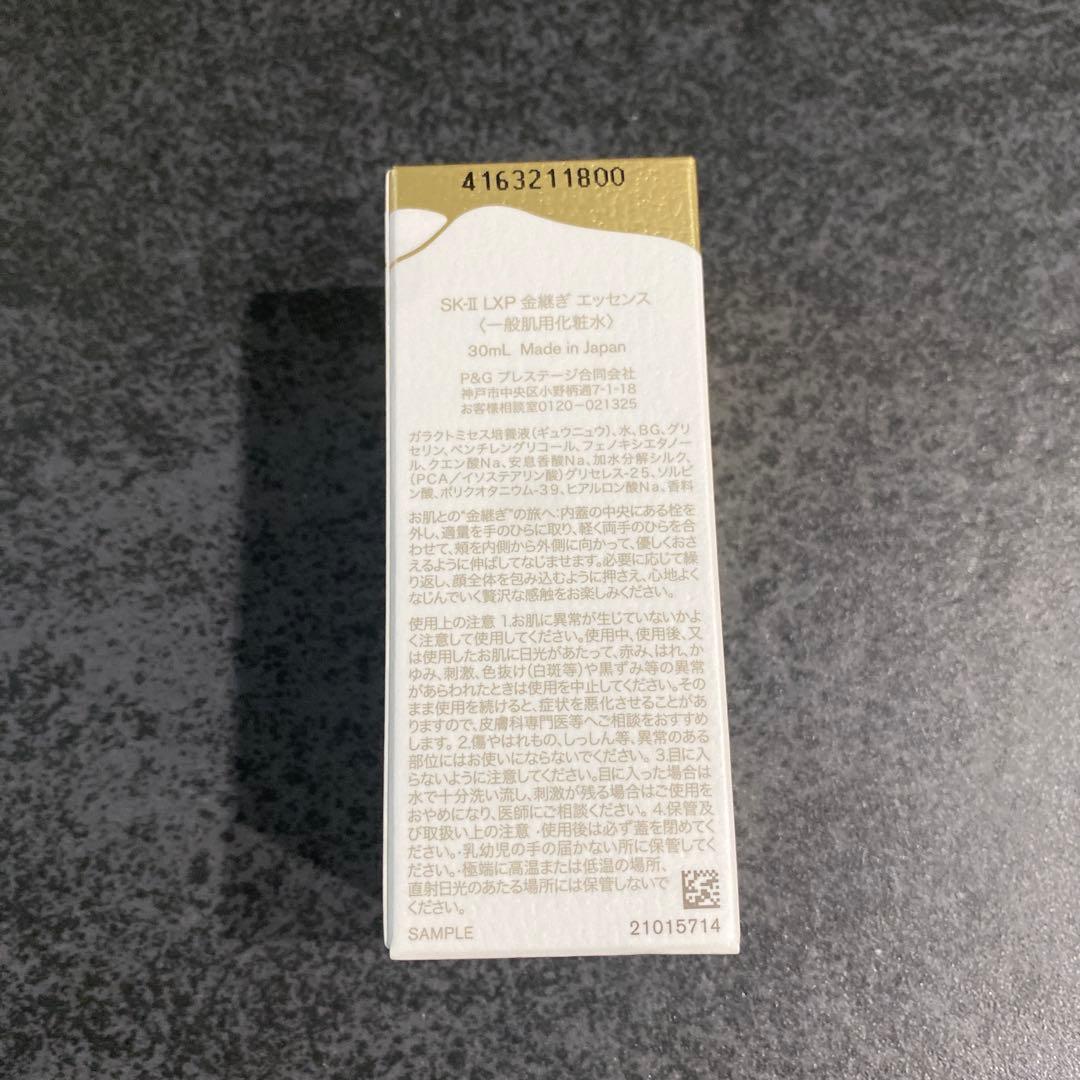 4163211800
SK-II LXP 金継ぎ エッセンス
〈一般肌用化粧水〉
30mL Made in Japan
P&G プレステージ合同会社
神戸市中央区小野柄通7-1-18
お客様相談室0120-021325
ガラクトミセス培養液(ギュウニュウ)、水、BG、グリ
セリン、ペンチレングリコール、フェノキシエタノー
ル、クエン酸Na、安息香酸Na、加水分解シルク、
(PCA/イソステアリン酸)グリセレス-25、ソルビ
ン酸、ポリクオタニウム-39、ヒアルロン酸Na、香料
お肌との"金継ぎ"の旅へ:内蓋の中央にある栓を
外し、適量を手のひらに取り、軽く両手のひらを合
わせて、頬を内側から外側に向かって、優しくおさ
えるように伸ばしてなじませます。必要に応じて繰
り返し、顔全体を包み込むように押さえ、心地よく
なじんでいく贅沢な感触をお楽しみください。
使用上の注意 1.お肌に異常が生じていないかよ
く注意して使用してください。使用中、使用後、又
は使用したお肌に日光があたって、赤み、はれ、か
ゆみ、刺激、色抜け(白斑等)や黒ずみ等の異常
があらわれたときは使用を中止してください。その
まま使用を続けると、症状を悪化させることがあ
りますので、皮膚科専門医等へご相談をおすすめ
します。 2.傷やはれもの、しっしん等、異常のある
部位にはお使いにならないでください。 3.目に入
らないように注意してください。目に入った場合は
水で十分洗い流し、刺激が残る場合はご使用を
おやめになり、医師にご相談ください。 4.保管及
び取扱い上の注意 ・使用後は必ず蓋を閉めてく
ださい。・乳幼児の手の届かない所に保管してく
ださい。・極端に高温または低温の場所、
直射日光のあたる場所には保管しないで
ください。
SAMPLE
21015714